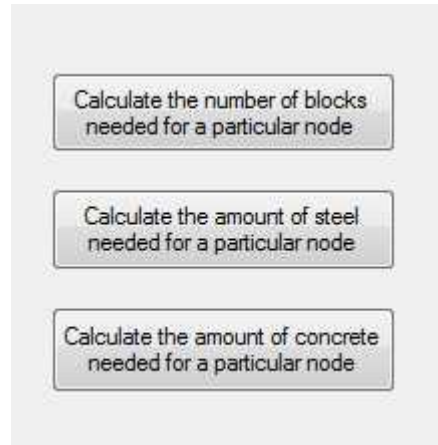 Calculate the number of blocks
needed for a particular node
Calculate the amount of steel
needed for a particular node
Calculate the amount of concrete
needed for a particular node